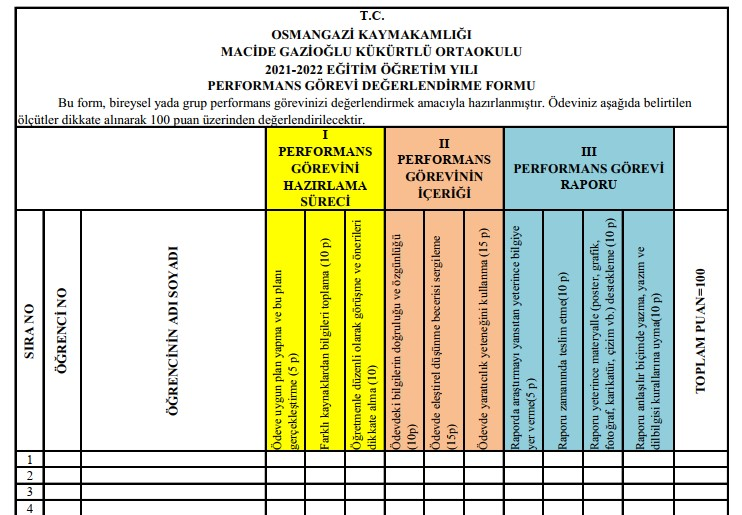 T.C.
OSMANGAZİ KAYMAKAMLIĞI
MACİDE GAZİOĞLU KÜKÜRTLÜ ORTAOKULU
2021-2022 EĞİTİM ÖĞRETİM YILI
PERFORMANS GÖREVİ DEĞERLENDİRME FORMU
Bu form, bireysel yada grup performans görevinizi değerlendirmek amacıyla hazırlanmıştır. Ödeviniz aşağıda belirtilen
ölçütler dikkate alınarak 100 puan üzerinden değerlendirilecektir.
I
PERFORMANS
GÖREVİNİ
HAZIRLAMA
SÜRECİ
II
PERFORMANS
GÖREVİNİN
İÇERİĞİ
III
PERFORMANS GÖREVİ
RAPORU
SIRA NO
ÖĞRENCİ NO
ÖĞRENCİNİN ADI SOYADI
Ödeve uygun plan yapma ve bu planı
gerçekleştirme (5 p)
Farklı kaynaklardan bilgileri toplama (10 p)
Öğretmenle düzenli olarak görüşme ve önerileri
dikkate alma (10)
Ödevdeki bilgilerin doğruluğu ve özgünlüğü
(10p)
Ödevde eleştirel düşünme becerisi sergileme
(15p)
Ödevde yaratıcılık yeteneğini kullanma (15 p)
Raporda araştırmayı yansıtan yeterince bilgiye
yer verme(5 p)
Raporu zamanında teslim etme(10 p)
Raporu yeterince materyalle (poster, grafik,
fotoğraf, karikatür, çizim vb.) destekleme (10 p)
Raporu anlaşılır biçimde yazma, yazım ve
dilbilgisi kurallarına uyma(10 p)
TOPLAM PUAN=100
1
2
3
4